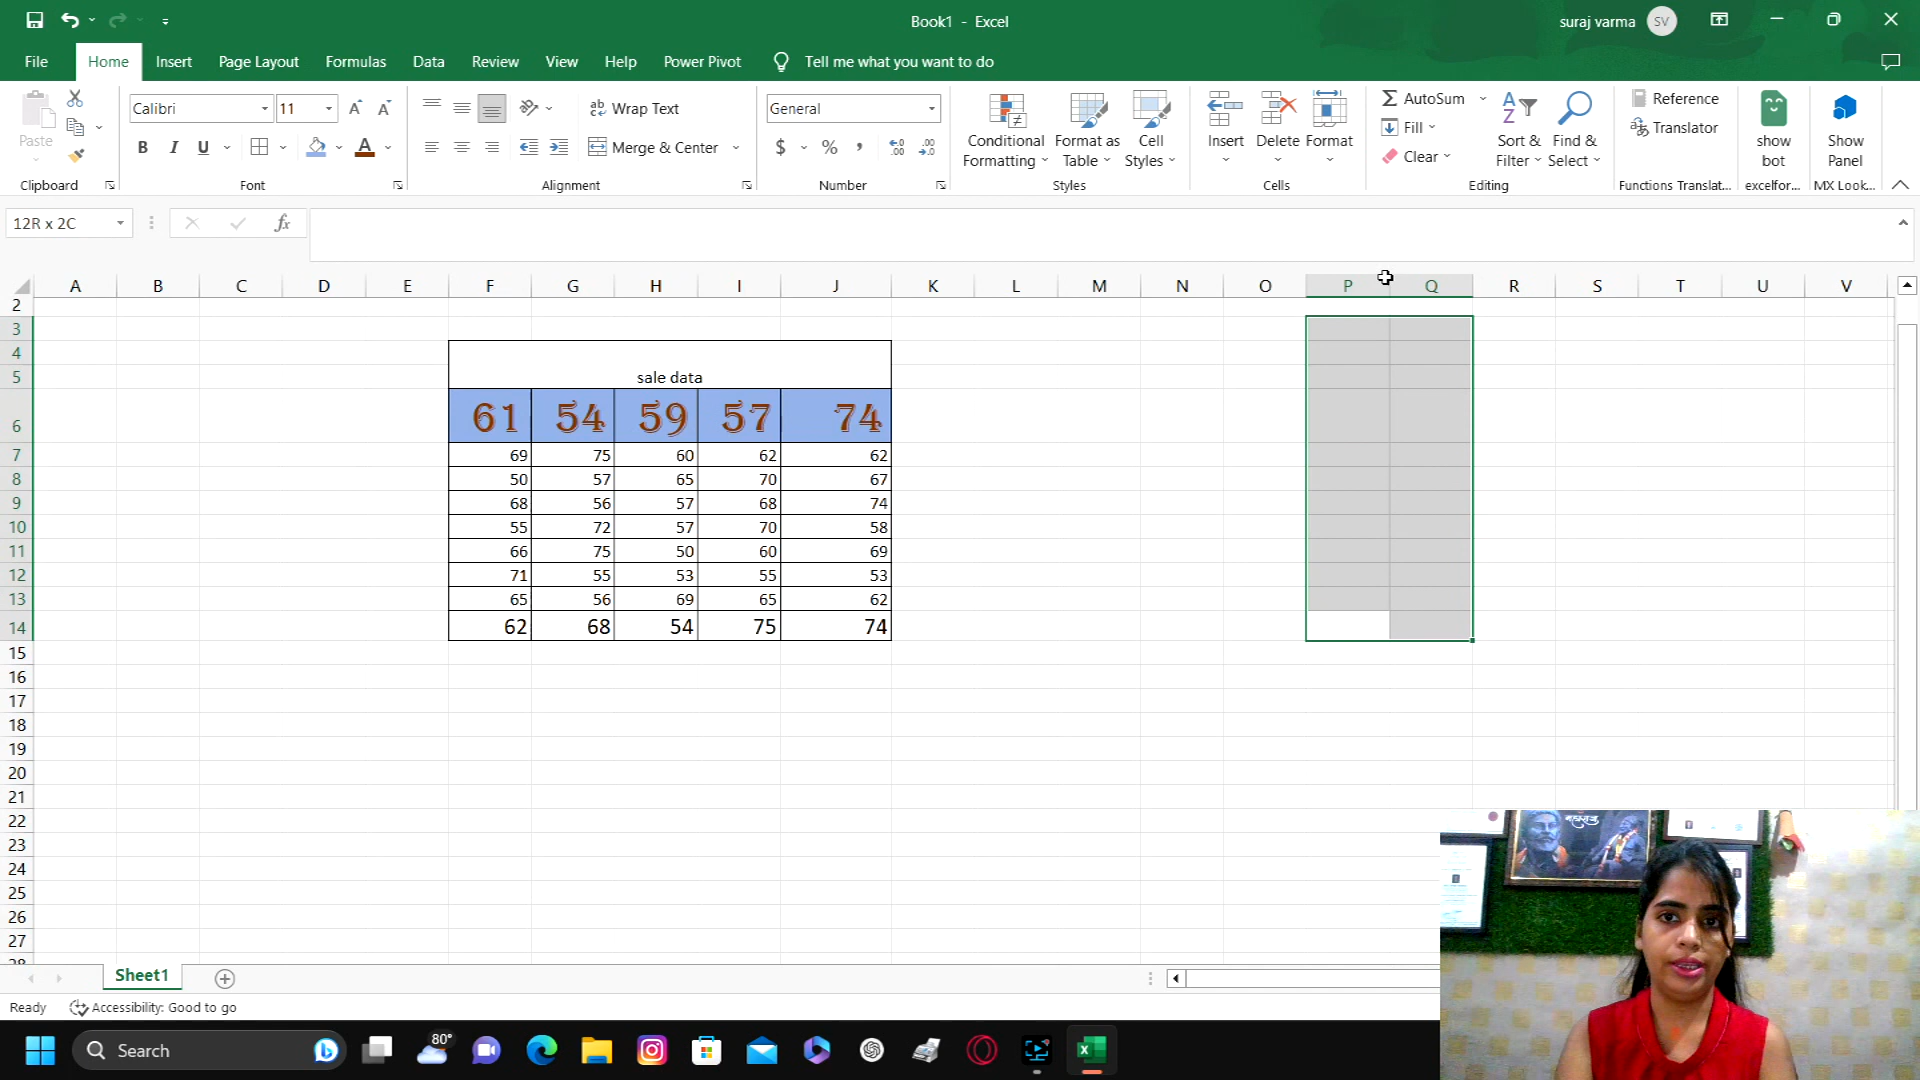 Book1 - Excel
suraj varma SV
File Home Insert Page Layout Formulas Data Review View Help Power Pivot Tell me what you want to do
Paste
Clipboard
Calibri 11
B I U
Font
Wrap Text
Merge & Center
Alignment
General
$ % ,
Number
Conditional Formatting
Format as Table
Cell Styles
Styles
Insert Delete Format
Cells
AutoSum
Fill
Clear
Sort & Filter
Find & Select
Editing
Reference
Translator
Functions Translat...
show bot
excelfor...
Show Panel
MX Look...
12R x 2C
fx
A B C D E F G H I J K L M N O P Q R S T U V
2
3
4
5 sale data
6 61 54 59 57 74
7 69 75 60 62 62
8 50 57 65 70 67
9 68 56 57 68 74
10 55 72 57 70 58
11 66 75 50 60 69
12 71 55 53 55 53
13 65 56 69 65 62
14 62 68 54 75 74
15
16
17
18
19
20
21
22
23
24
25
26
27
28
Sheet1
Ready Accessibility: Good to go
Search
80°